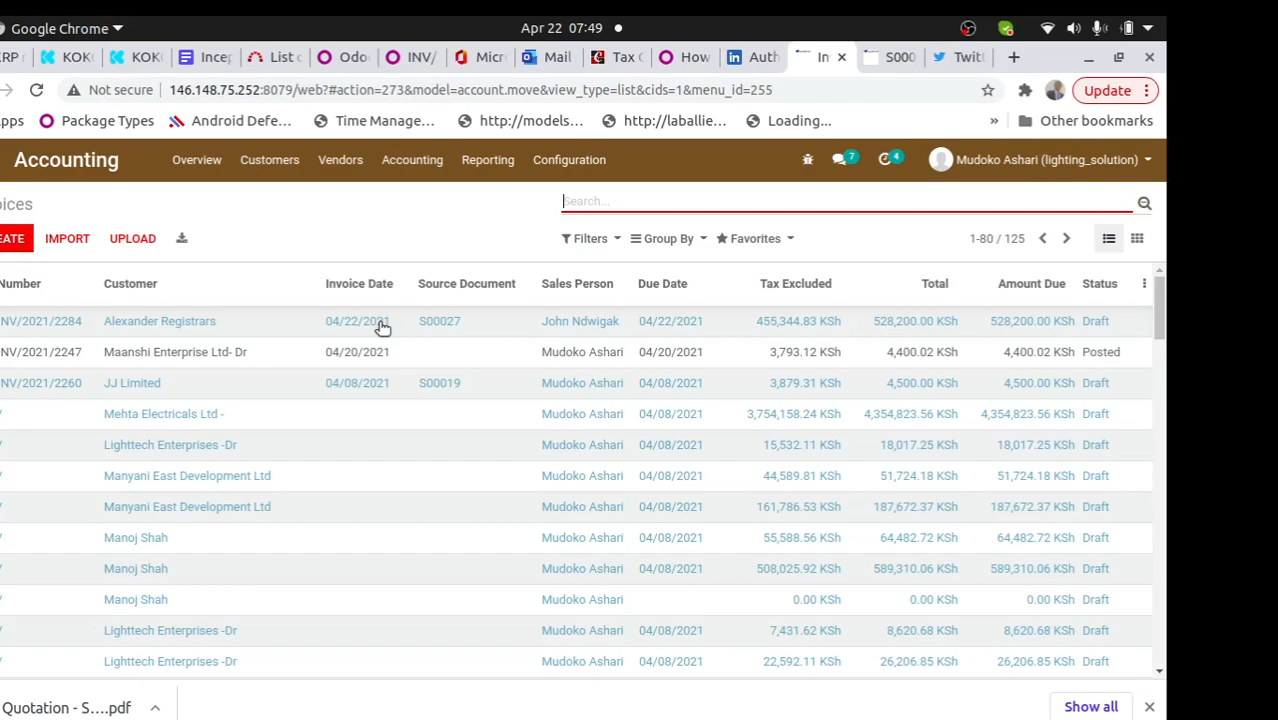 Google Chrome Apr 22 07:49
RP r KOK KOK Incep List c Odo INV/ Micr Mail Tax How Auth In S000 Twitt
Not secure 146.148.75.252:8079/web?#action=273&model=account.move&view_type=list&cids=1&menu_id=255 Update
pps Package Types Android Defe... Time Manage... http://models... http://laballie... Loading... » Other bookmarks
Accounting Overview Customers Vendors Accounting Reporting Configuration 7 4 Mudoko Ashari (lighting_solution)
oices Search...
EATE IMPORT UPLOAD Filters Group By Favorites 1-80 / 125
Number Customer Invoice Date Source Document Sales Person Due Date Tax Excluded Total Amount Due Status
NV/2021/2284 Alexander Registrars 04/22/2021 S00027 John Ndwigak 04/22/2021 455,344.83 KSh 528,200.00 KSh 528,200.00 KSh Draft
NV/2021/2247 Maanshi Enterprise Ltd- Dr 04/20/2021 Mudoko Ashari 04/20/2021 3,793.12 KSh 4,400.02 KSh 4,400.02 KSh Posted
NV/2021/2260 JJ Limited 04/08/2021 S00019 Mudoko Ashari 04/08/2021 3,879.31 KSh 4,500.00 KSh 4,500.00 KSh Draft
/ Mehta Electricals Ltd - Mudoko Ashari 04/08/2021 3,754,158.24 KSh 4,354,823.56 KSh 4,354,823.56 KSh Draft
/ Lighttech Enterprises -Dr Mudoko Ashari 04/08/2021 15,532.11 KSh 18,017.25 KSh 18,017.25 KSh Draft
/ Manyani East Development Ltd Mudoko Ashari 04/08/2021 44,589.81 KSh 51,724.18 KSh 51,724.18 KSh Draft
/ Manyani East Development Ltd Mudoko Ashari 04/08/2021 161,786.53 KSh 187,672.37 KSh 187,672.37 KSh Draft
/ Manoj Shah Mudoko Ashari 04/08/2021 55,588.56 KSh 64,482.72 KSh 64,482.72 KSh Draft
/ Manoj Shah Mudoko Ashari 04/08/2021 508,025.92 KSh 589,310.06 KSh 589,310.06 KSh Draft
/ Manoj Shah Mudoko Ashari 0.00 KSh 0.00 KSh 0.00 KSh Draft
/ Lighttech Enterprises -Dr Mudoko Ashari 04/08/2021 7,431.62 KSh 8,620.68 KSh 8,620.68 KSh Draft
/ Lighttech Enterprises -Dr Mudoko Ashari 04/08/2021 22,592.11 KSh 26,206.85 KSh 26,206.85 KSh Draft
Quotation - S....pdf Show all